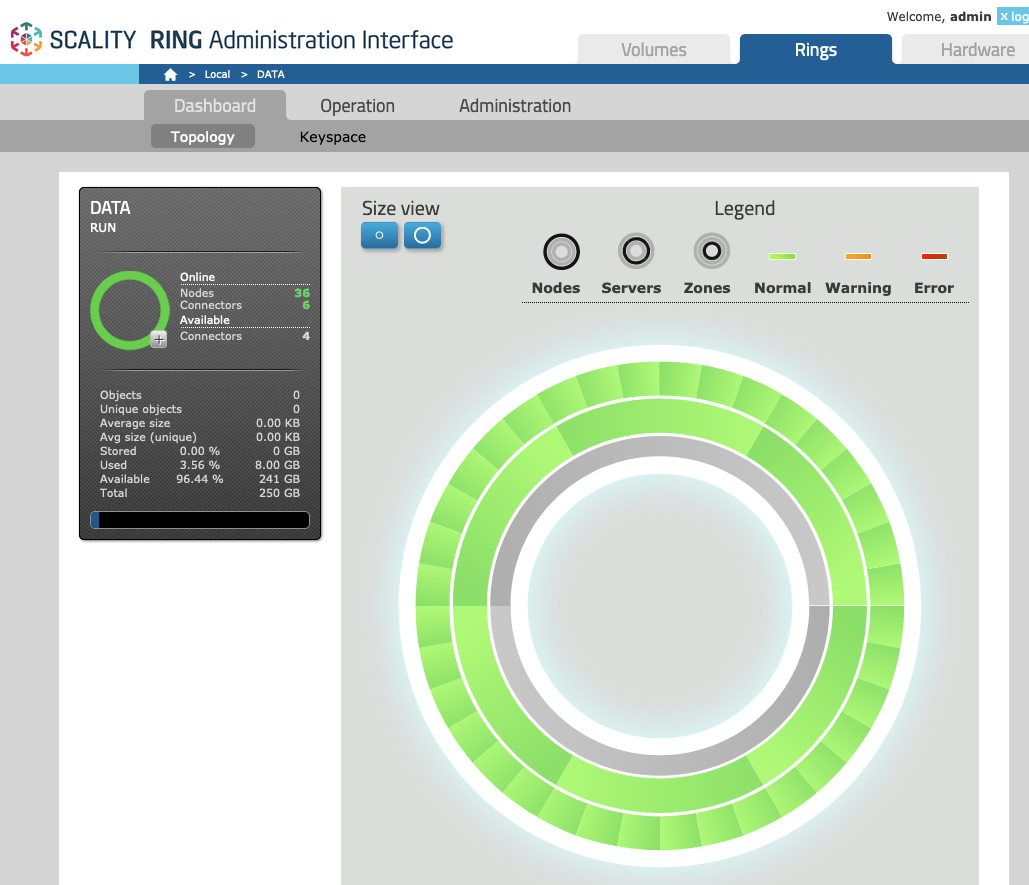 Welcome, admin
x log
SCALITY RING Administration Interface
Volumes Rings Hardware
> Local > DATA
Dashboard Operation Administration
Topology Keyspace
DATA
RUN
Online
Nodes 36
Connectors 6
Available
Connectors 4
Objects 0
Unique objects 0
Average size 0.00 KB
Avg size (unique) 0.00 KB
Stored 0.00 % 0 GB
Used 3.56 % 8.00 GB
Available 96.44 % 241 GB
Total 250 GB
Size view
Legend
Nodes Servers Zones Normal Warning Error